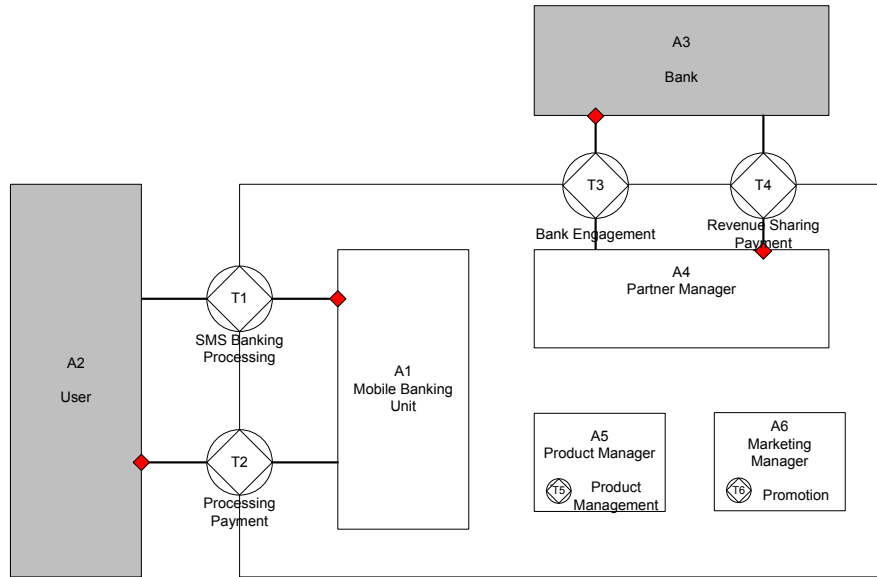 A3
Bank
T3
T4
Bank Engagement
Revenue Sharing
Payment
A4
Partner Manager
T1
SMS Banking
Processing
A2
User
A1
Mobile Banking
Unit
T2
Processing
Payment
A5
Product Manager
T5
Product
Management
A6
Marketing
Manager
T6
Promotion